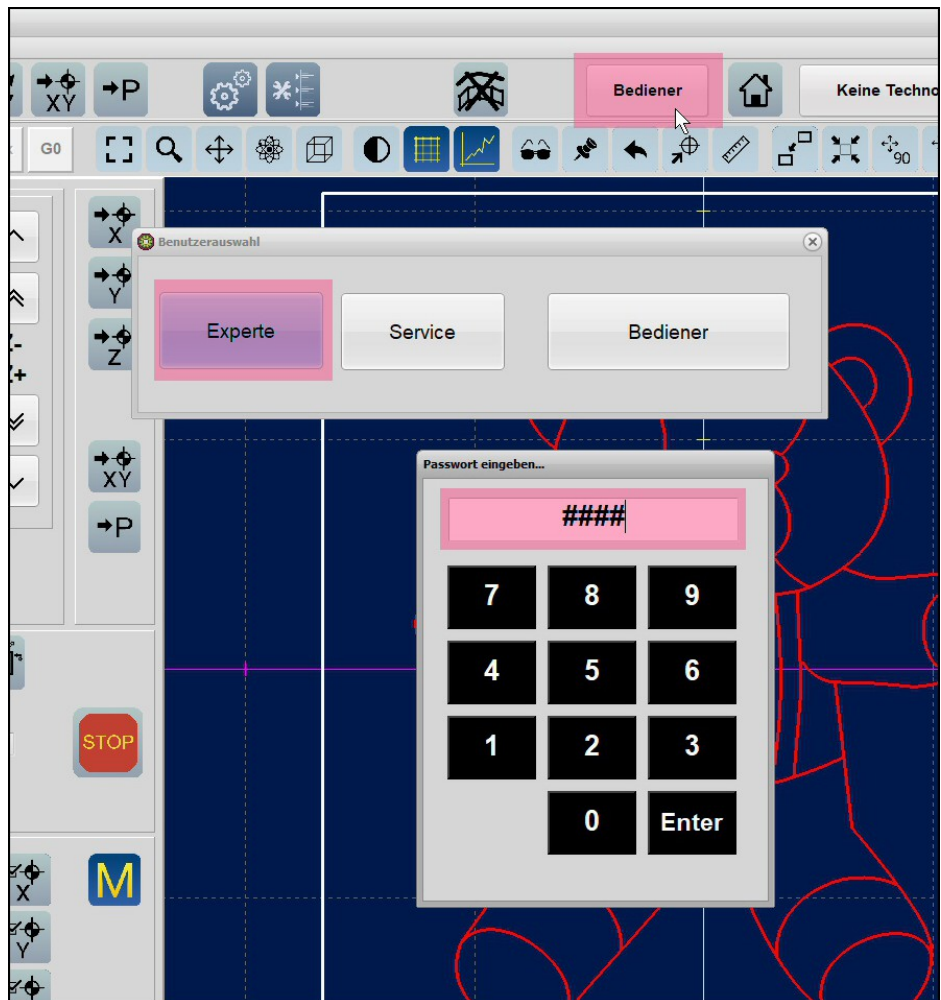 XY
P
Bediener
Keine Techno
G0
90
X
Benutzerauswahl
Y
Experte
Service
Bediener
Z
-
+
XY
Passwort eingeben...
P
####
7 8 9
4 5 6
STOP
1 2 3
0 Enter
X
M
Y